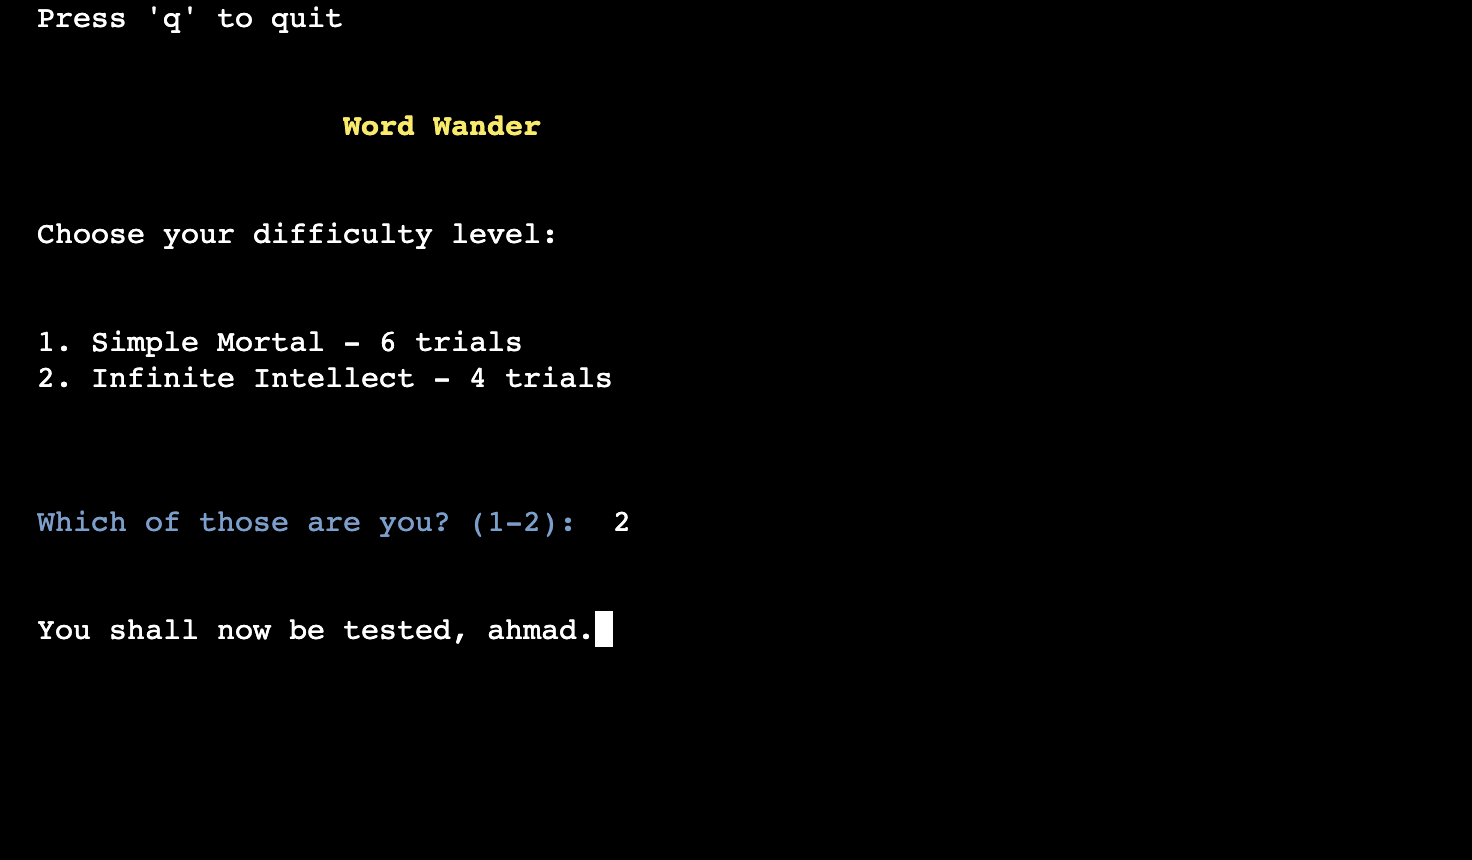 Press 'q' to quit
Word Wander
Choose your difficulty level:
1. Simple Mortal - 6 trials
2. Infinite Intellect - 4 trials
Which of those are you? (1-2):  2
You shall now be tested, ahmad.